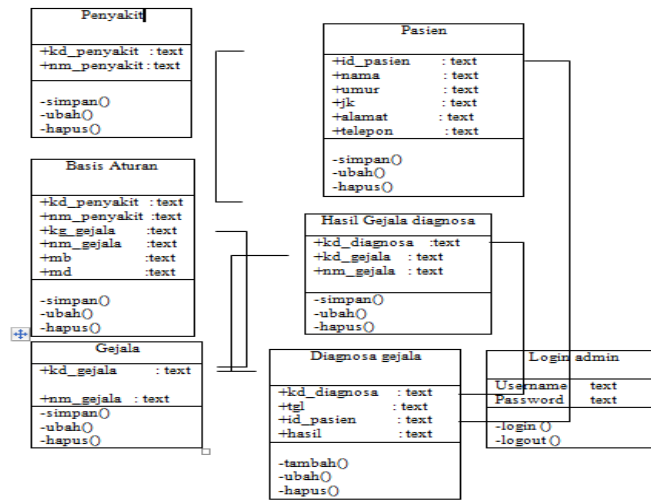 Penyakit
+kd_penyakit : text
+nm_penyakit : text
-simpan()
-ubah()
-hapus()
Pasien
+id_pasien : text
+nama : text
+umur : text
+jk : text
+alamat : text
+telepon : text
-simpan()
-ubah()
-hapus()
Basis Aturan
+kd_penyakit :text
+nm_penyakit :text
+kg_gejala :text
+nm_gejala :text
+mb :text
+md :text
-simpan()
-ubah()
-hapus()
Hasil Gejala diagnosa
+kd_diagnosa :text
+kd_gejala : text
+nm_gejala : text
-simpan()
-ubah()
-hapus()
Gejala
+kd_gejala : text
+nm_gejala : text
-simpan()
-ubah()
-hapus()
Diagnosa gejala
+kd_diagnosa : text
+tgl : text
+id_pasien : text
+hasil : text
-tambah()
-ubah()
-hapus()
Login admin
Username text
Password text
-login ()
-logout ()